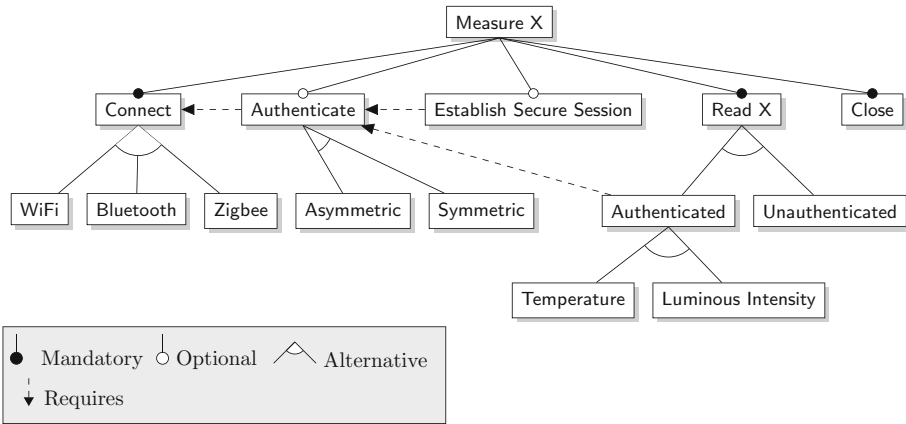 Measure X
Connect
Authenticate
Establish Secure Session
Read X
Close
WiFi
Bluetooth
Zigbee
Asymmetric
Symmetric
Authenticated
Unauthenticated
Temperature
Luminous Intensity
Mandatory
Optional
Alternative
Requires